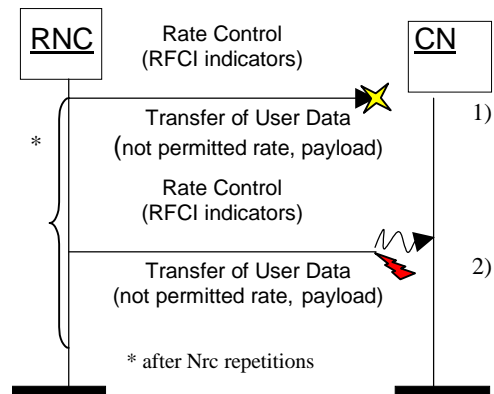 RNC
CN
Rate Control
(RFCI indicators)
1)
Transfer of User Data
(not permitted rate, payload)
*
Rate Control
(RFCI indicators)
2)
Transfer of User Data
(not permitted rate, payload)
* after Nrc repetitions